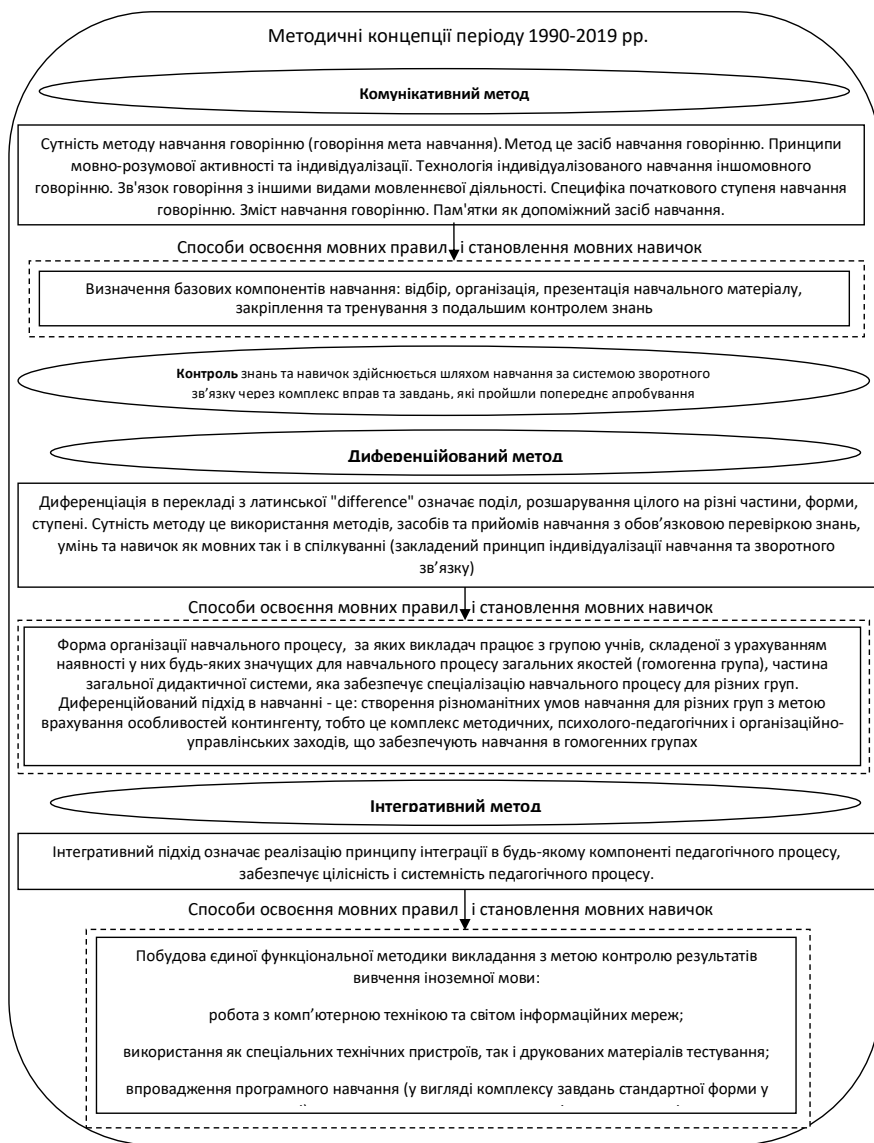 Методичні концепції періоду 1990-2019 рр.
Комунікативний метод
Сутність методу навчання говорінню (говоріння мета навчання). Метод це засіб навчання говорінню. Принципи
мовно-розумової активності та індивідуалізації. Технологія індивідуалізованого навчання іншомовного
говорінню. Зв'язок говоріння з іншими видами мовленнєвої діяльності. Специфіка початкового ступеня навчання
говорінню. Зміст навчання говорінню. Пам'ятки як допоміжний засіб навчання.
Способи освоєння мовних правил і становлення мовних навичок
Визначення базових компонентів навчання: відбір, організація, презентація навчального матеріалу,
закріплення та тренування з подальшим контролем знань
Контроль знань та навичок здійснюється шляхом навчання за системою зворотного
зв’язку через комплекс вправ та завдань, які пройшли попереднє апробування
Диференційований метод
Диференціація в перекладі з латинської "difference" означає поділ, розшарування цілого на різні частини, форми,
ступені. Сутність методу це використання методів, засобів та прийомів навчання з обов’язковою перевіркою знань,
умінь та навичок як мовних так і в спілкуванні (закладений принцип індивідуалізації навчання та зворотного
зв’язку)
Способи освоєння мовних правил і становлення мовних навичок
Форма організації навчального процесу, за яких викладач працює з групою учнів, складеної з урахуванням
наявності у них будь-яких значущих для навчального процесу загальних якостей (гомогенна група), частина
загальної дидактичної системи, яка забезпечує спеціалізацію навчального процесу для різних груп.
Диференційований підхід в навчанні - це: створення різноманітних умов навчання для різних груп з метою
врахування особливостей контингенту, тобто це комплекс методичних, психолого-педагогічних і організаційно-
управлінських заходів, що забезпечують навчання в гомогенних групах
Інтегративний метод
Інтегративний підхід означає реалізацію принципу інтеграції в будь-якому компоненті педагогічного процесу,
забезпечує цілісність і системність педагогічного процесу.
Способи освоєння мовних правил і становлення мовних навичок
Побудова єдиної функціональної методики викладання з метою контролю результатів
вивчення іноземної мови:
робота з комп’ютерною технікою та світом інформаційних мереж;
використання як спеціальних технічних пристроїв, так і друкованих матеріалів тестування;
впровадження програмного навчання (у вигляді комплексу завдань стандартної форми у